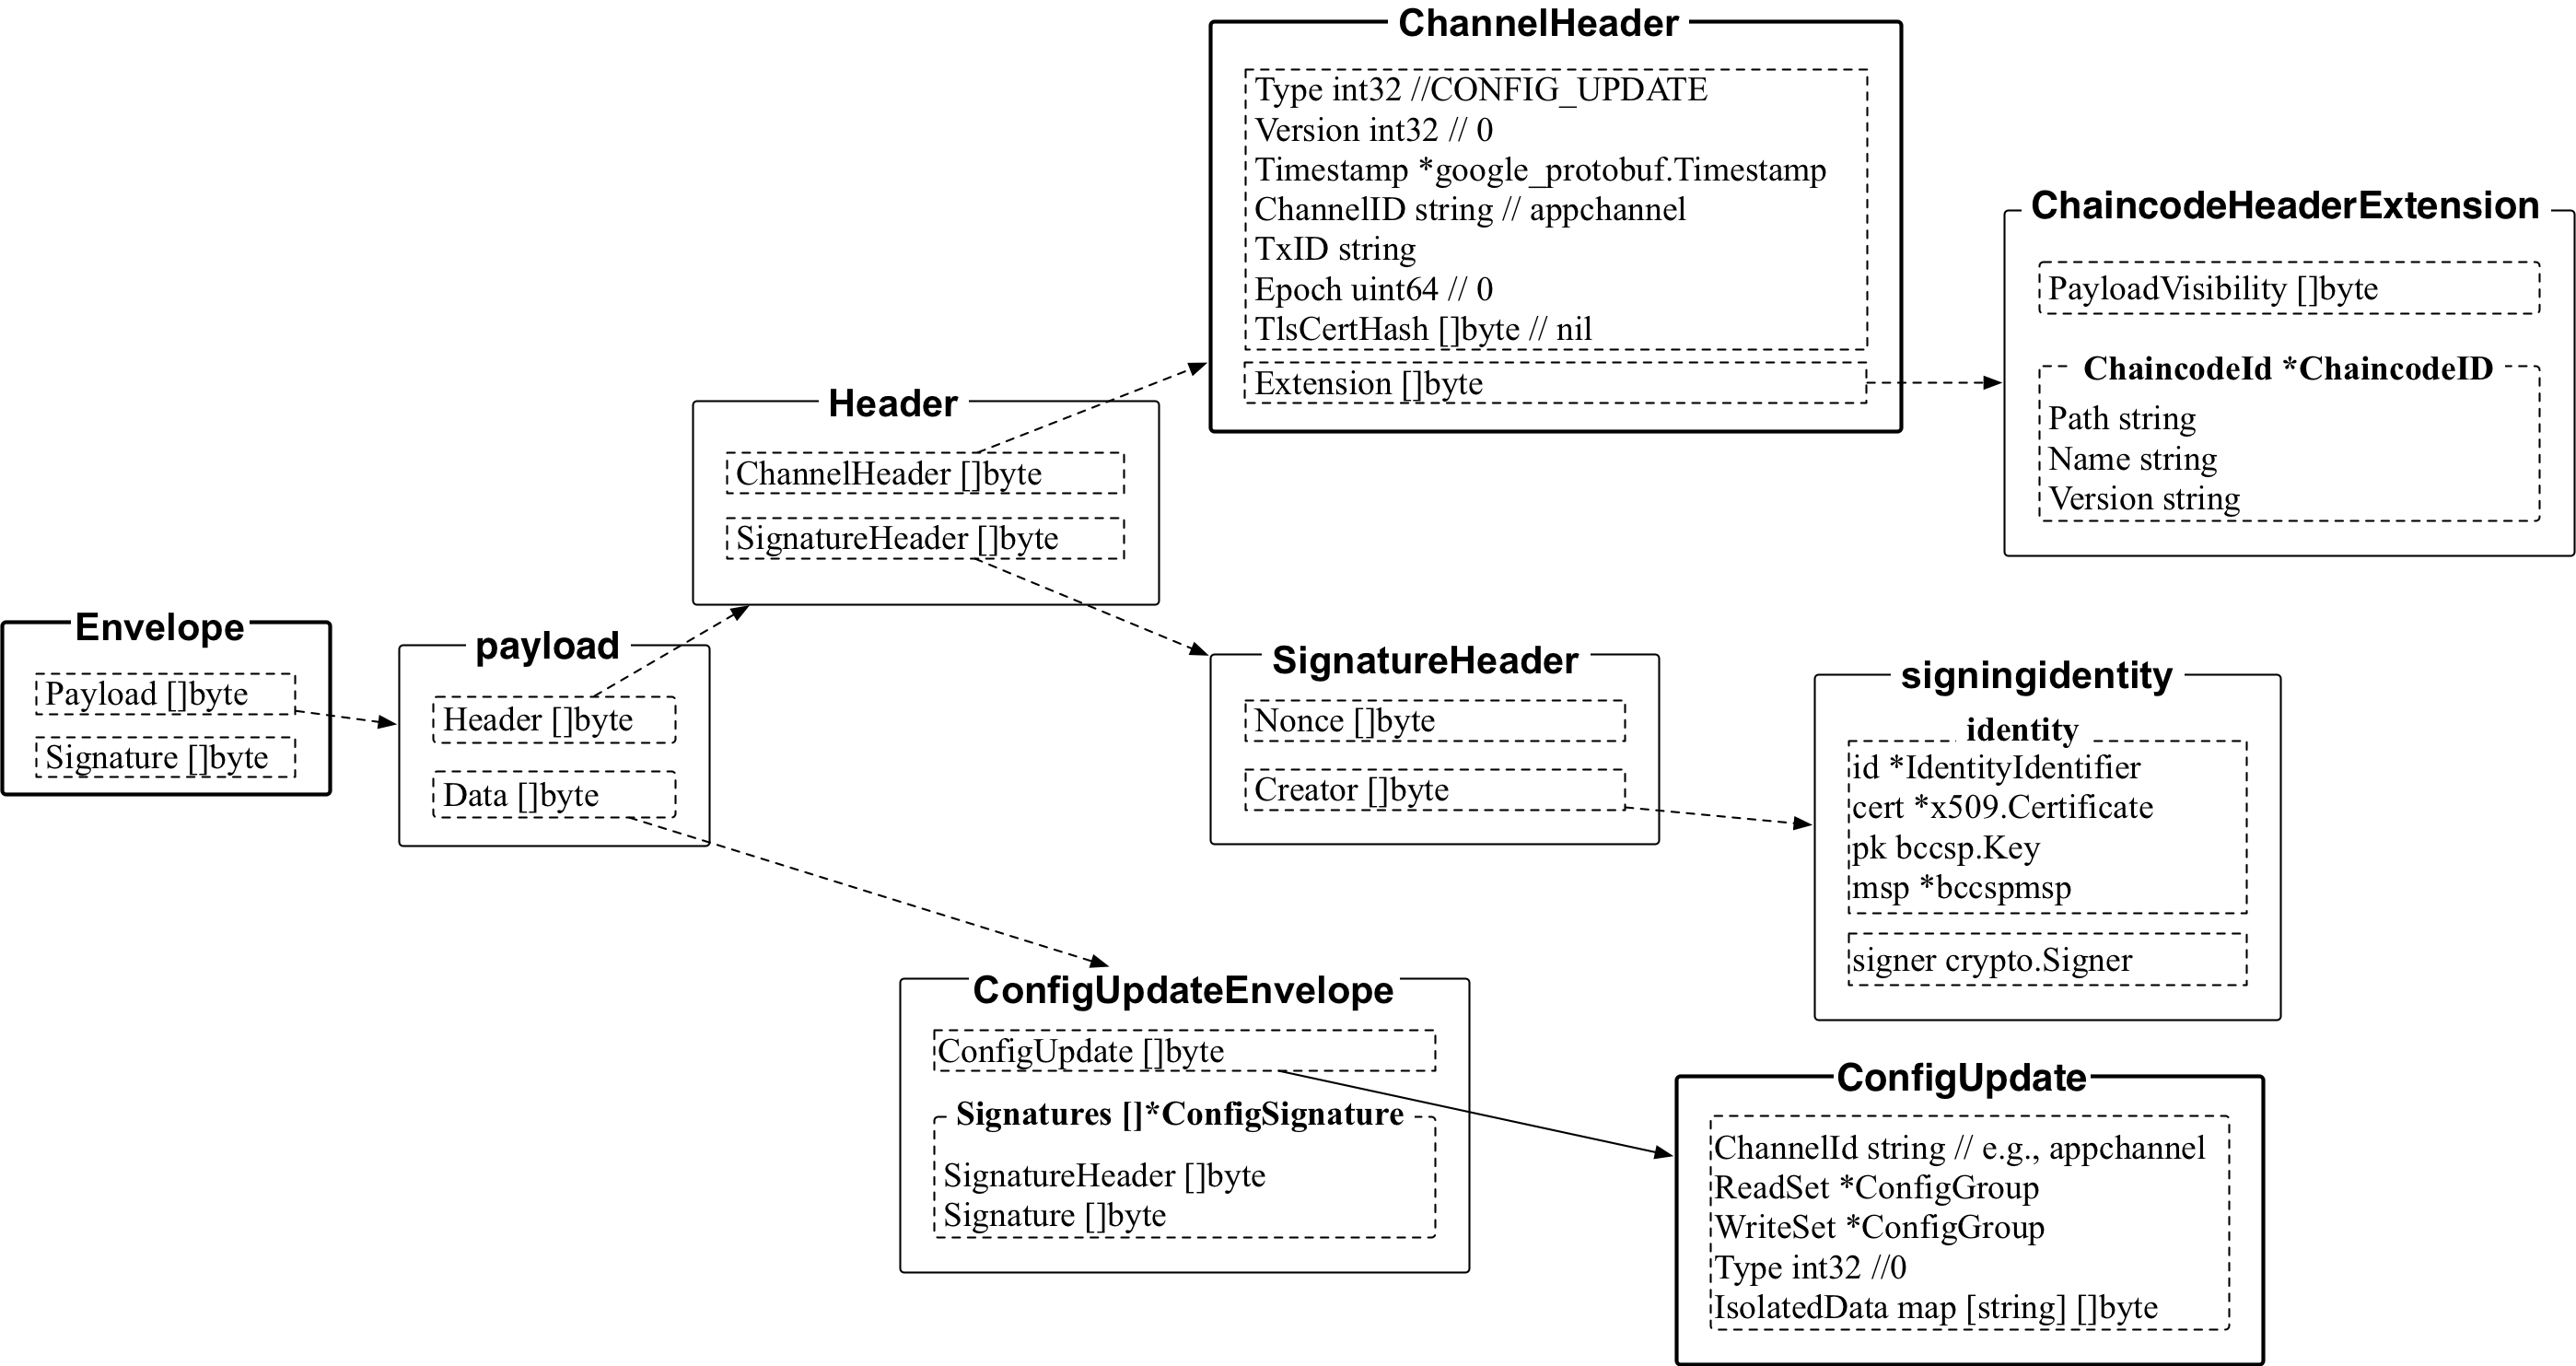 ChannelHeader
Type int32 //CONFIG_UPDATE
Version int32 // 0
Timestamp *google_protobuf.Timestamp
ChannelID string // appchannel
TxID string
Epoch uint64 // 0
TlsCertHash []byte // nil
Extension []byte
ChaincodeHeaderExtension
PayloadVisibility []byte
ChaincodeId *ChaincodeID
Path string
Name string
Version string
Header
ChannelHeader []byte
SignatureHeader []byte
Envelope
Payload []byte
Signature []byte
payload
Header []byte
Data []byte
SignatureHeader
Nonce []byte
Creator []byte
signingidentity
identity
id *IdentityIdentifier
cert *x509.Certificate
pk bccsp.Key
msp *bccspmsp
signer crypto.Signer
ConfigUpdateEnvelope
ConfigUpdate []byte
Signatures []*ConfigSignature
SignatureHeader []byte
Signature []byte
ConfigUpdate
ChannelId string // e.g., appchannel
ReadSet *ConfigGroup
WriteSet *ConfigGroup
Type int32 //0
IsolatedData map [string] []byte